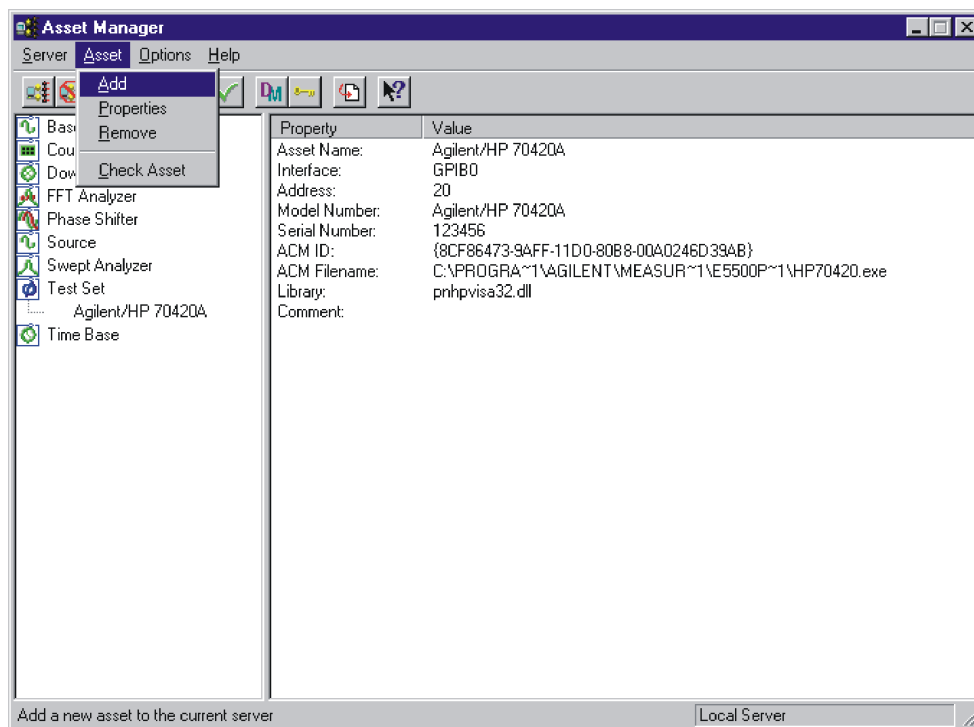 Asset Manager
Server Asset Options Help
Add
Properties
Remove
Check Asset
FFT Analyzer
Phase Shifter
Source
Swept Analyzer
Test Set
Agilent/HP 70420A
Time Base
Property Value
Asset Name: Agilent/HP 70420A
Interface: GPIB0
Address: 20
Model Number: Agilent/HP 70420A
Serial Number: 123456
ACM ID: {8CF86473-9AFF-11D0-80B8-00A0246D39AB}
ACM Filename: C:\PROGRA~1\AGILENT\MEASUR~1\E5500P~1\HP70420.exe
Library: pnhpvisa32.dll
Comment:
Add a new asset to the current server
Local Server